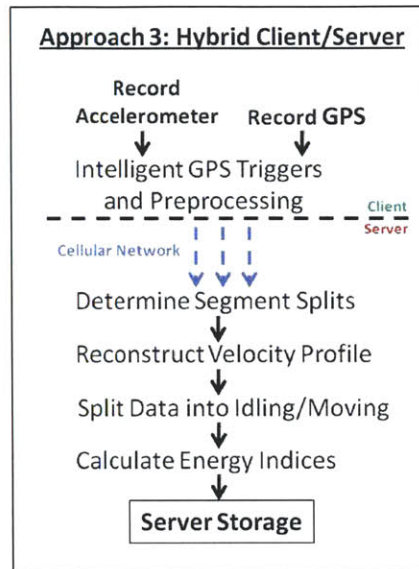 Approach 3: Hybrid Client/Server
Record
Accelerometer
Record GPS
Intelligent GPS Triggers
and Preprocessing
Client
Server
Cellular Network
Determine Segment Splits
Reconstruct Velocity Profile
Split Data into Idling/Moving
Calculate Energy Indices
Server Storage